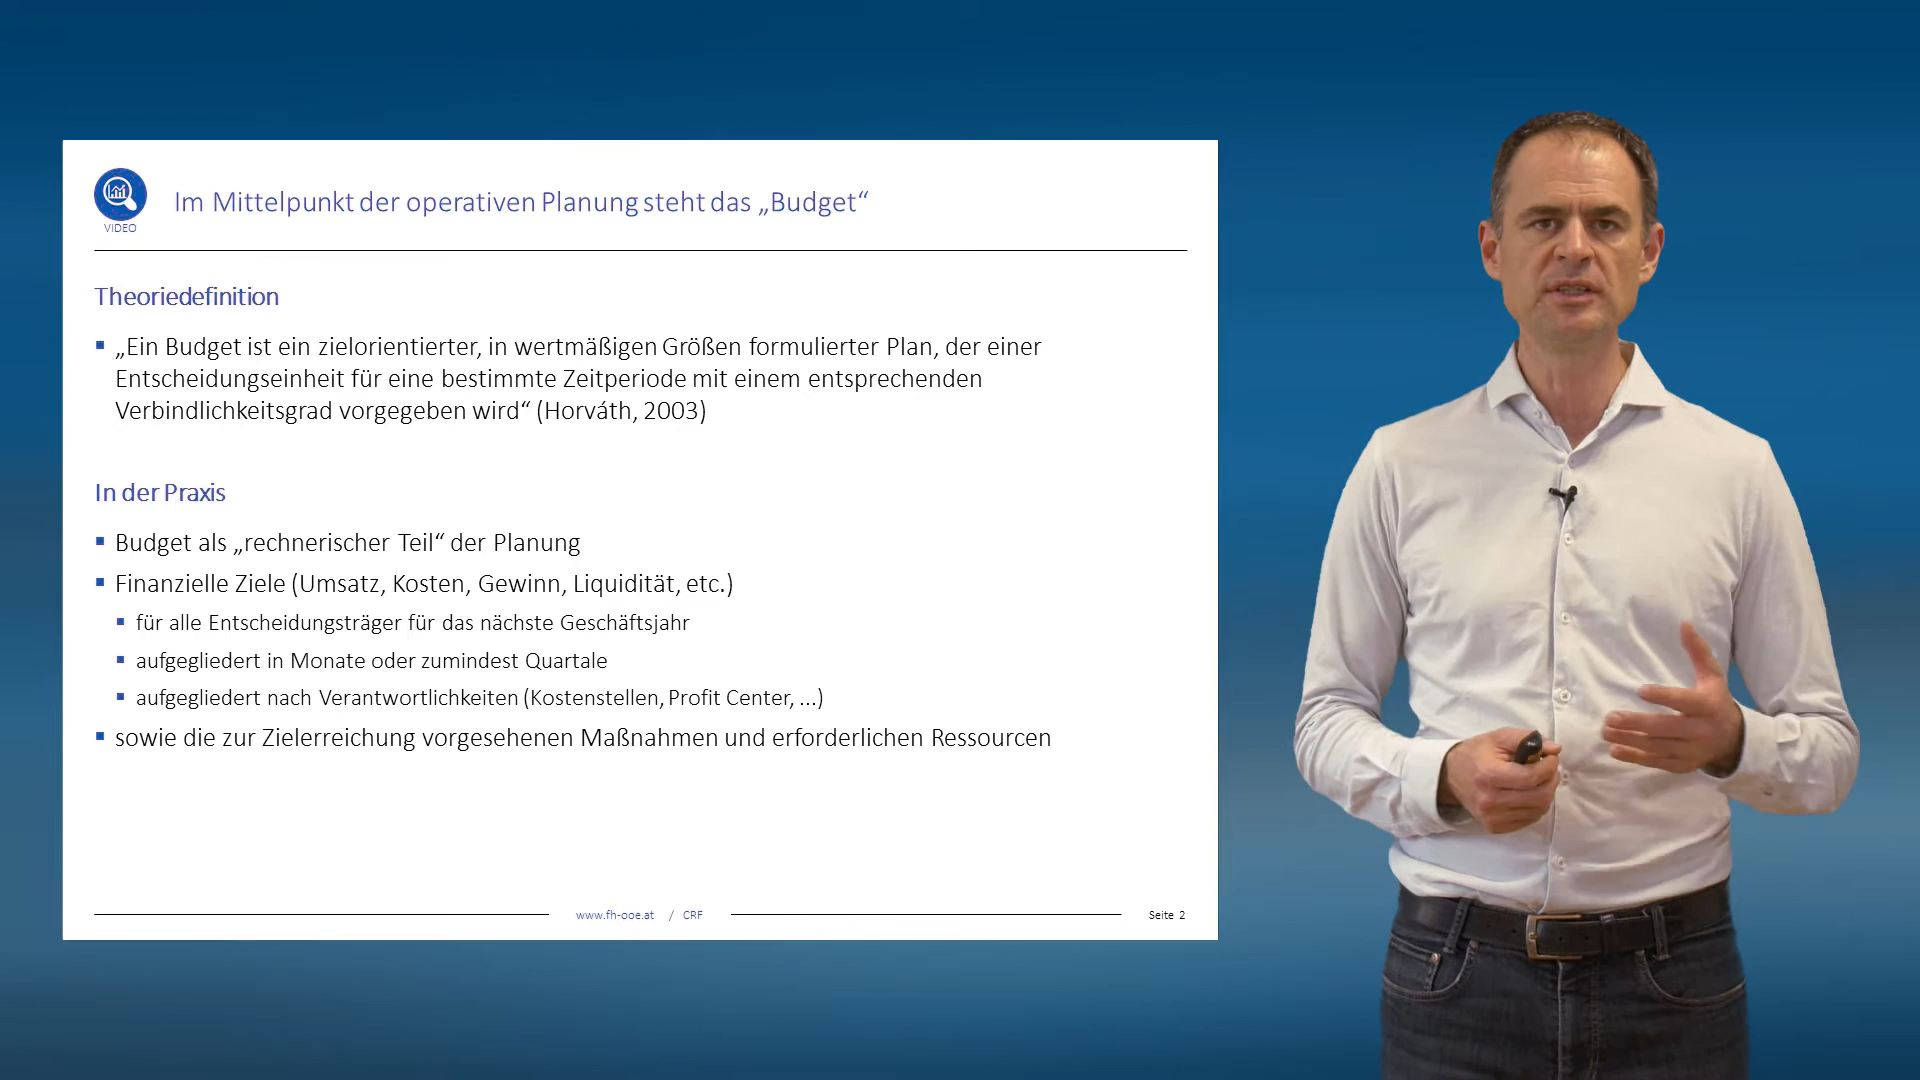 VIDEO
Im Mittelpunkt der operativen Planung steht das „Budget“
Theoriedefinition
„Ein Budget ist ein zielorientierter, in wertmäßigen Größen formulierter Plan, der einer
Entscheidungseinheit für eine bestimmte Zeitperiode mit einem entsprechenden
Verbindlichkeitsgrad vorgegeben wird“ (Horváth, 2003)
In der Praxis
Budget als „rechnerischer Teil“ der Planung
Finanzielle Ziele (Umsatz, Kosten, Gewinn, Liquidität, etc.)
für alle Entscheidungsträger für das nächste Geschäftsjahr
aufgegliedert in Monate oder zumindest Quartale
aufgegliedert nach Verantwortlichkeiten (Kostenstellen, Profit Center, ...)
sowie die zur Zielerreichung vorgesehenen Maßnahmen und erforderlichen Ressourcen
www.fh-ooe.at / CRF
Seite 2